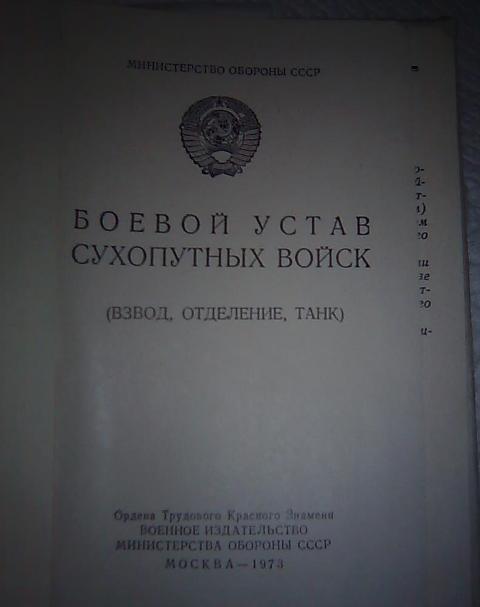 МИНИСТЕРСТВО ОБОРОНЫ СССР
БОЕВОЙ УСТАВ
СУХОПУТНЫХ ВОЙСК
(ВЗВОД, ОТДЕЛЕНИЕ, ТАНК)
Ордена Трудового Красного Знамени
ВОЕННОЕ ИЗДАТЕЛЬСТВО
МИНИСТЕРСТВА ОБОРОНЫ СССР
МОСКВА—1973